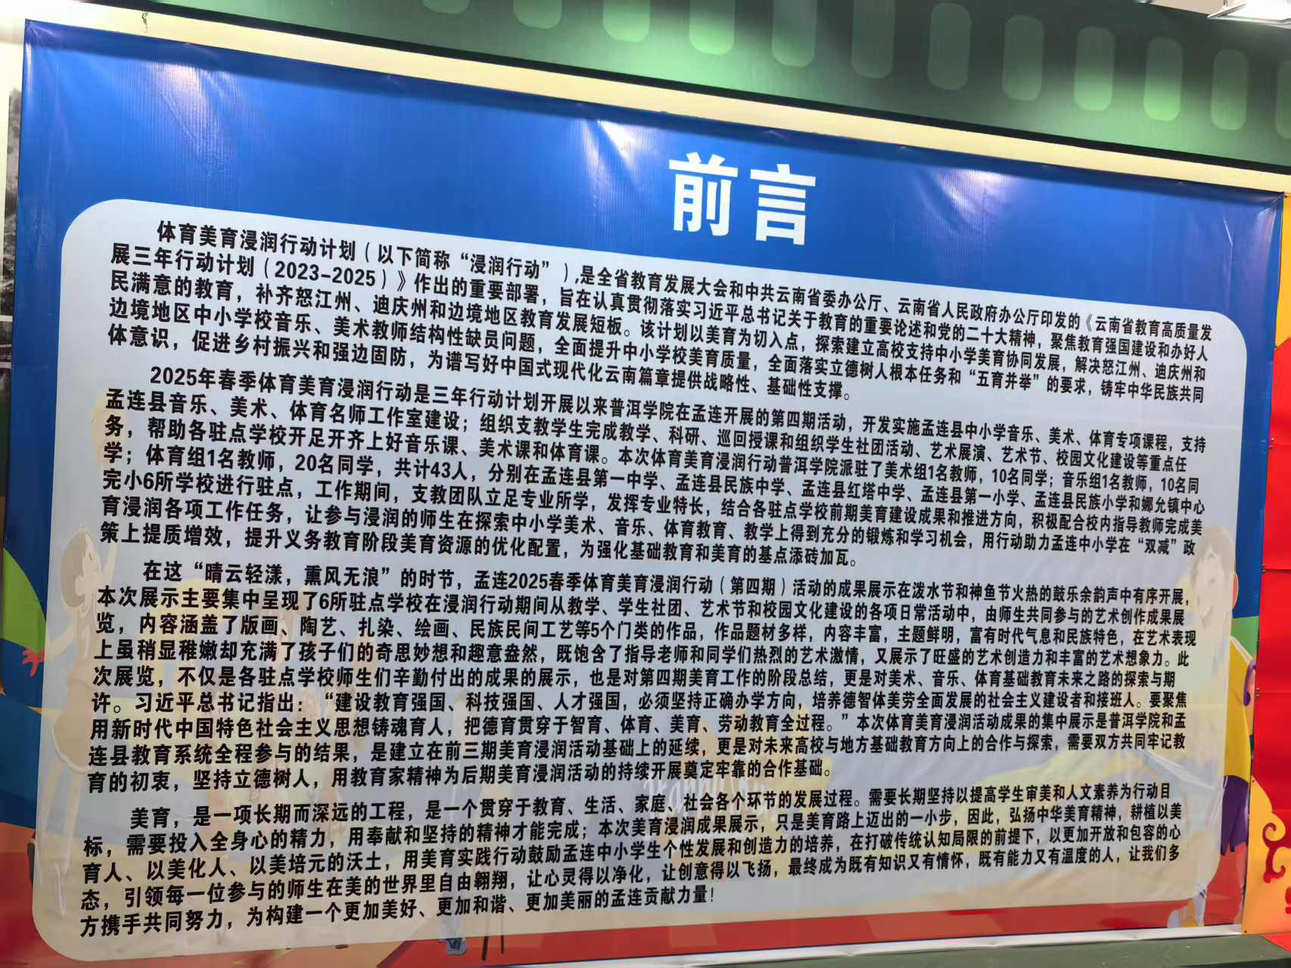 前言
体育美育浸润行动计划（以下简称“浸润行动”），是全省教育发展大会和中共云南省委办公厅、云南省人民政府办公厅印发的《云南省教育高质量发
展三年行动计划（2023-2025）》作出的重要部署，旨在认真贯彻落实习近平总书记关于教育的重要论述和党的二十大精神，聚焦教育强国建设和办好人
民满意的教育，补齐怒江州、迪庆州和边境地区教育发展短板。该计划以美育为切入点，探索建立高校支持中小学美育协同发展，解决怒江州、迪庆州和
边境地区中小学校音乐、美术教师结构性缺员问题，全面提升中小学校美育质量，全面落实立德树人根本任务和“五育并举”的要求，铸牢中华民族共同
体意识，促进乡村振兴和强边固防，为谱写好中国式现代化云南篇章提供战略性、基础性支撑。
2025年春季体育美育浸润行动是三年行动计划开展以来普洱学院在孟连开展的第四期活动，开发实施孟连县中小学音乐、美术、体育专项课程，支持
孟连县音乐、美术、体育名师工作室建设；组织支教学生完成教学、科研、巡回授课和组织学生社团活动、艺术展演、艺术节、校园文化建设等重点任
务，帮助各驻点学校开足开齐上好音乐课、美术课和体育课。本次体育美育浸润行动普洱学院派驻了美术组1名教师，10名同学；音乐组1名教师，10名同
学；体育组1名教师，20名同学，共计43人，分别在孟连县第一中学、孟连县民族中学、孟连县红塔中学、孟连县第一小学、孟连县民族小学和娜允镇中心
完小6所学校进行驻点，工作期间，支教团队立足专业所学，发挥专业特长，结合各驻点学校前期美育建设成果和推进方向，积极配合校内指导教师完成美
育浸润各项工作任务，让参与浸润的师生在探索中小学美术、音乐、体育教育、教学上得到充分的锻炼和学习机会，用行动助力孟连中小学在“双减”政
策上提质增效，提升义务教育阶段美育资源的优化配置，为强化基础教育和美育的基点添砖加瓦。
在这“晴云轻漾，熏风无浪”的时节，孟连2025春季体育美育浸润行动（第四期）活动的成果展示在泼水节和神鱼节火热的鼓乐余韵声中有序开展，
本次展示主要集中呈现了6所驻点学校在浸润行动期间从教学、学生社团、艺术节和校园文化建设的各项日常活动中，由师生共同参与的艺术创作成果展
览，内容涵盖了版画、陶艺、扎染、绘画、民族民间工艺等5个门类的作品，作品题材多样，内容丰富，主题鲜明，富有时代气息和民族特色，在艺术表现
上虽稍显稚嫩却充满了孩子们的奇思妙想和趣意盎然，既饱含了指导老师和同学们热烈的艺术激情，又展示了旺盛的艺术创造力和丰富的艺术想象力。此
次展览，不仅是各驻点学校师生们辛勤付出的成果的展示，也是对第四期美育工作的阶段总结，更是对美术、音乐、体育基础教育未来之路的探索与期
许。习近平总书记指出：“建设教育强国、科技强国、人才强国，必须坚持正确办学方向，培养德智体美劳全面发展的社会主义建设者和接班人。要聚焦
用新时代中国特色社会主义思想铸魂育人，把德育贯穿于智育、体育、美育、劳动教育全过程。”本次体育美育浸润活动成果的集中展示是普洱学院和孟
连县教育系统全程参与的结果，是建立在前三期美育浸润活动基础上的延续，更是对未来高校与地方基础教育方向上的合作与探索，需要双方共同牢记教
育的初衷，坚持立德树人，用教育家精神为后期美育浸润活动的持续开展奠定牢靠的合作基础。
美育，是一项长期而深远的工程，是一个贯穿于教育、生活、家庭、社会各个环节的发展过程。需要长期坚持以提高学生审美和人文素养为行动目
标，需要投入全身心的精力，用奉献和坚持的精神才能完成；本次美育浸润成果展示，只是美育路上迈出的一小步，因此，弘扬中华美育精神，耕植以美
育人、以美化人、以美培元的沃土，用美育实践行动鼓励孟连中小学生个性发展和创造力的培养，在打破传统认知局限的前提下，以更加开放和包容的心
态，引领每一位参与的师生在美的世界里自由翱翔，让心灵得以净化，让创意得以飞扬，最终成为既有知识又有情怀，既有能力又有温度的人，让我们多
方携手共同努力，为构建一个更加美好、更加和谐、更加美丽的孟连贡献力量！